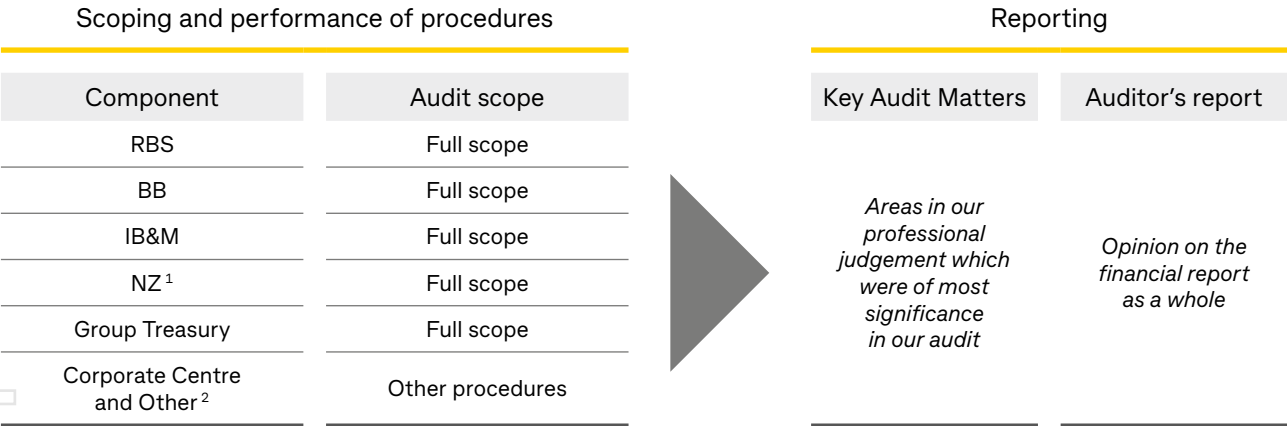 Scoping and performance of procedures
Reporting
Component
Audit scope
Key Audit Matters
Auditor’s report
RBS
Full scope
BB
Full scope
IB&M
Full scope
NZ 1
Full scope
Group Treasury
Full scope
Corporate Centre
and Other 2
Other procedures
Areas in our
professional
judgement which
were of most
significance
in our audit
Opinion on the
financial report
as a whole